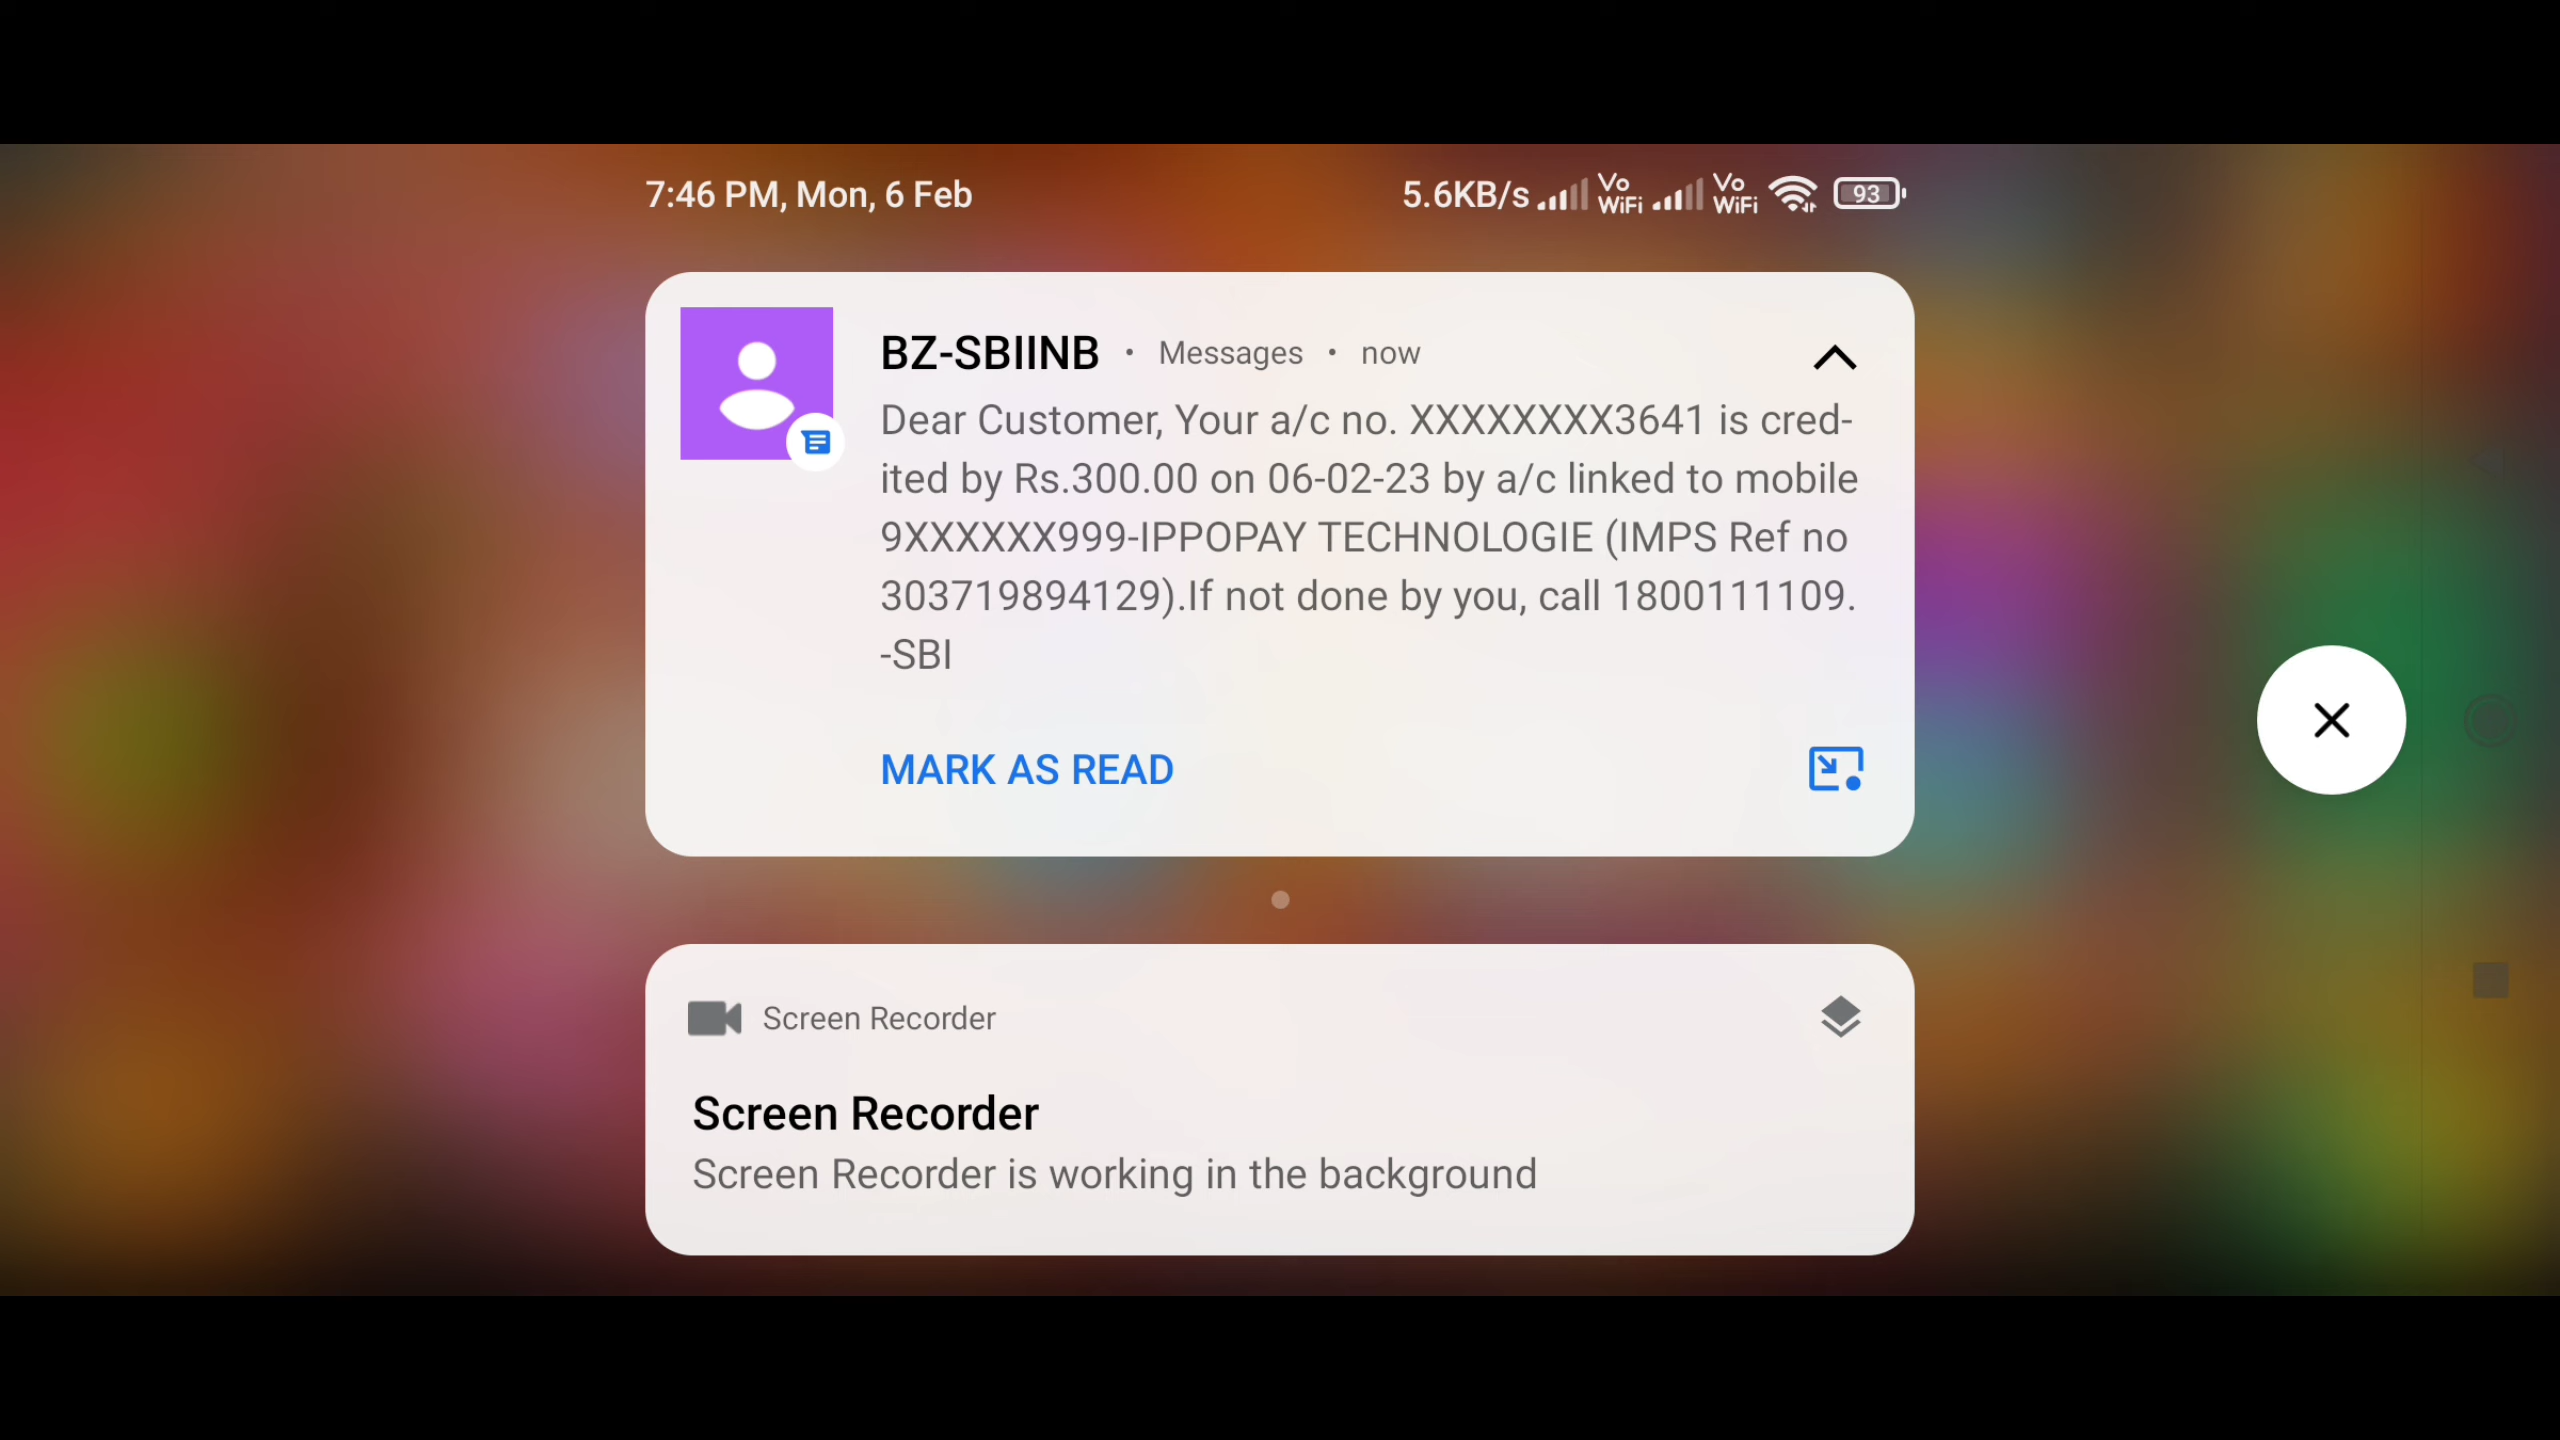 7:46 PM, Mon, 6 Feb
5.6KB/s Vo WiFi Vo WiFi 93
BZ-SBIINB • Messages • now
Dear Customer, Your a/c no. XXXXXXXX3641 is cred-
ited by Rs.300.00 on 06-02-23 by a/c linked to mobile
9XXXXXX999-IPPOPAY TECHNOLOGIE (IMPS Ref no
303719894129).If not done by you, call 1800111109.
-SBI
MARK AS READ
Screen Recorder
Screen Recorder
Screen Recorder is working in the background